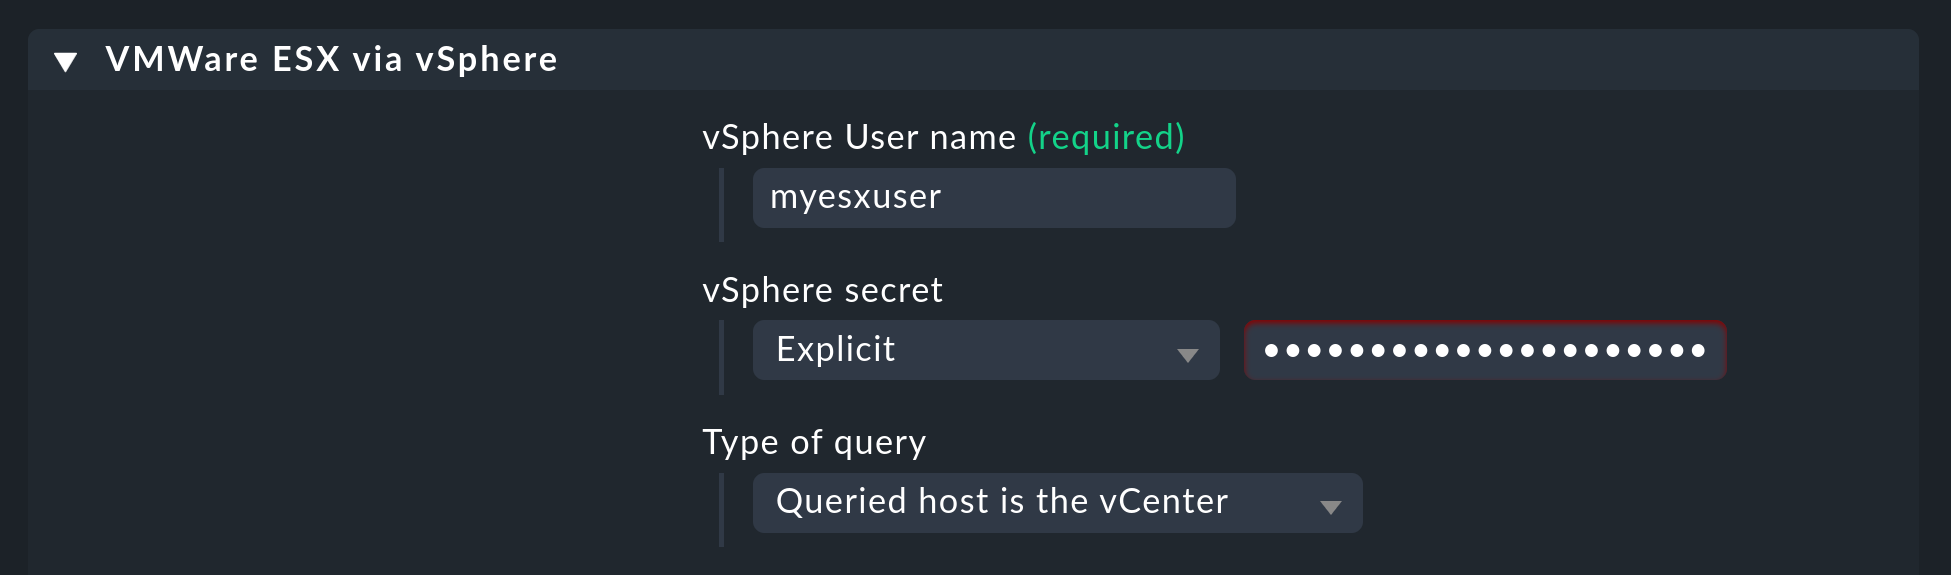 VMWare ESX via vSphere
vSphere User name (required)
myesxuser
vSphere secret
Explicit ●●●●●●●●●●●●●●●●●●●●●
Type of query
Queried host is the vCenter